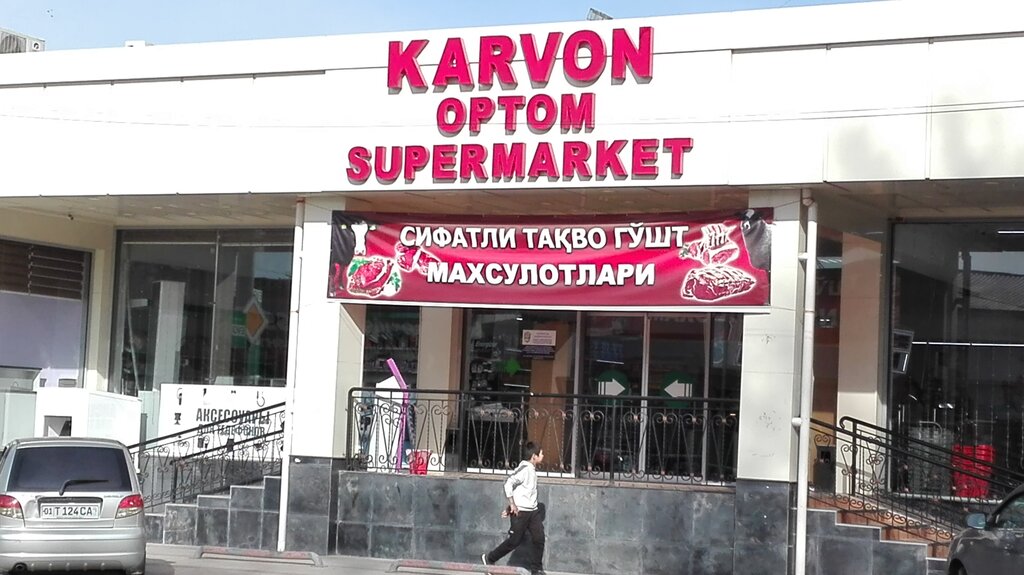 KARVON
OPTOM
SUPERMARKET
СИФАТЛИ ТАҚВО ГЎШТ
МАХСУЛОТЛАРИ
АКСЕССУАРЫ
01 T 124 CA